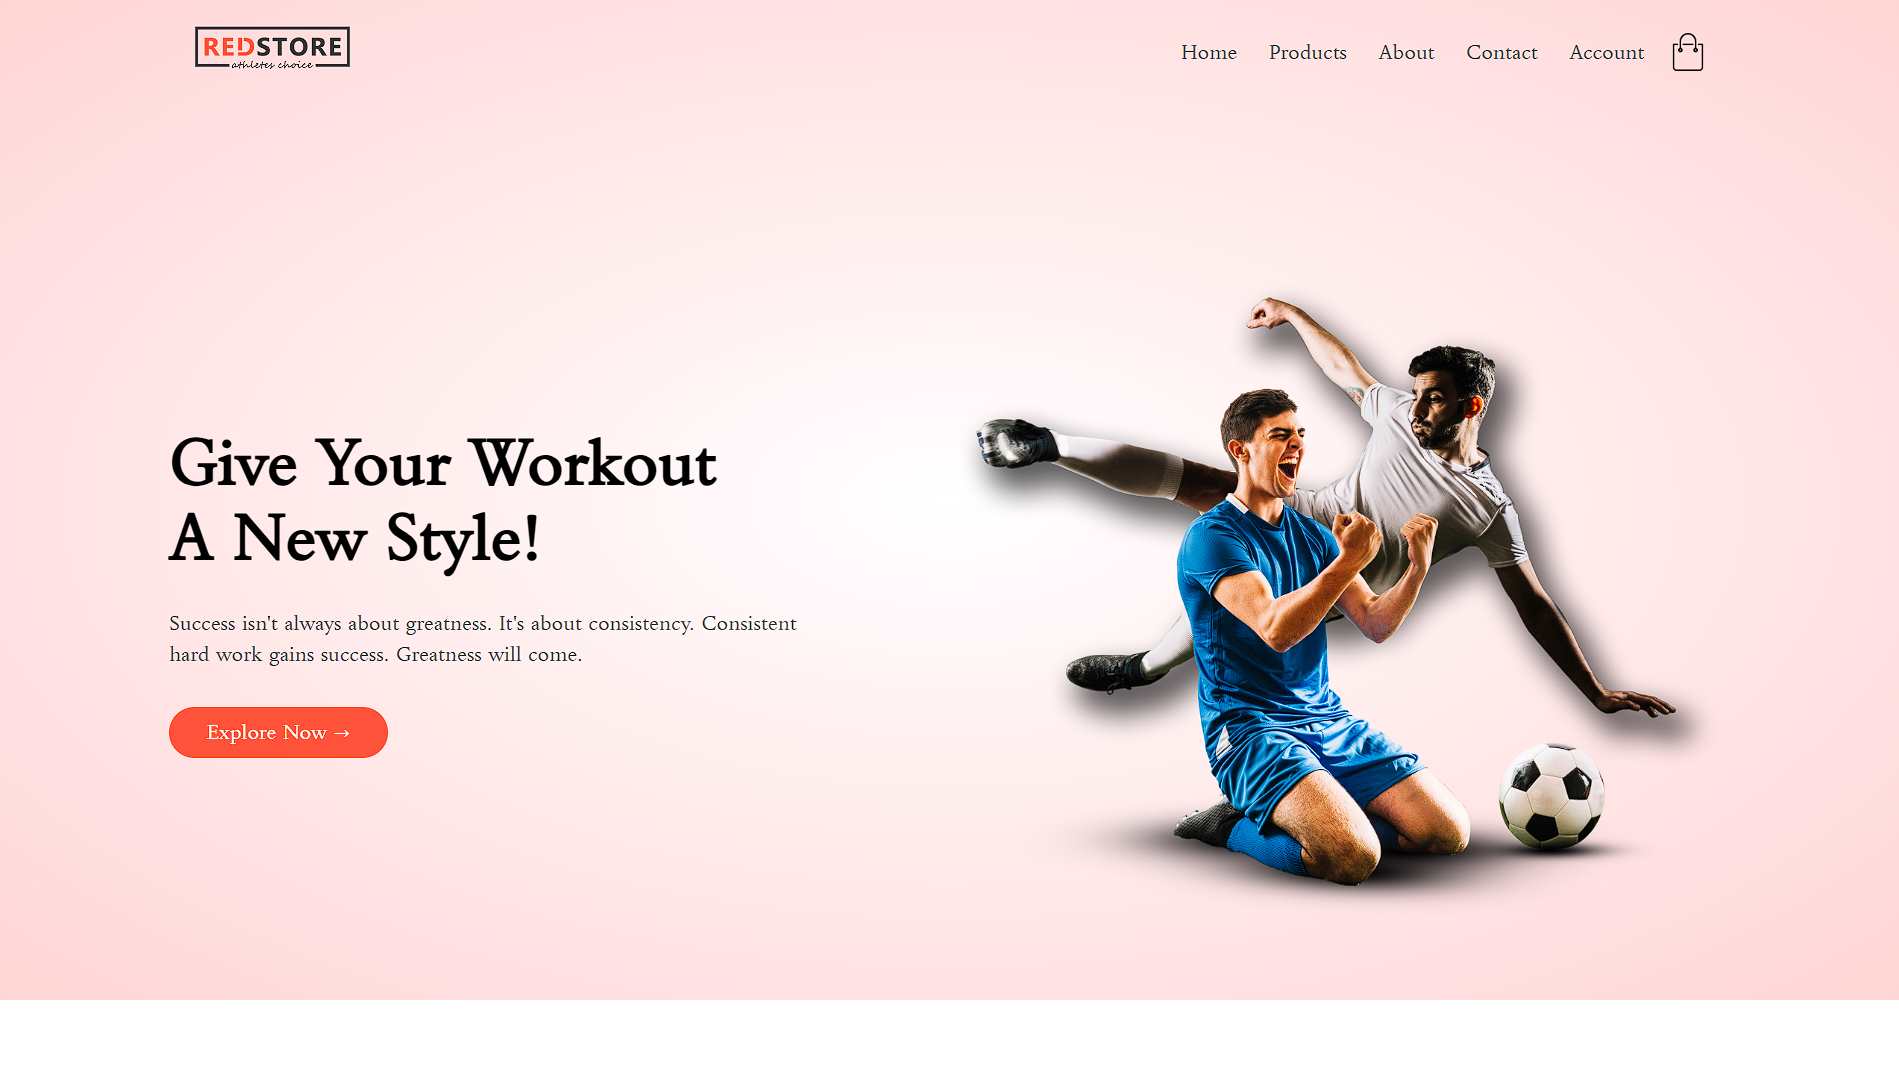 REDSTORE
athletes choice
Home Products About Contact Account
Give Your Workout
A New Style!
Success isn't always about greatness. It's about consistency. Consistent
hard work gains success. Greatness will come.
Explore Now →